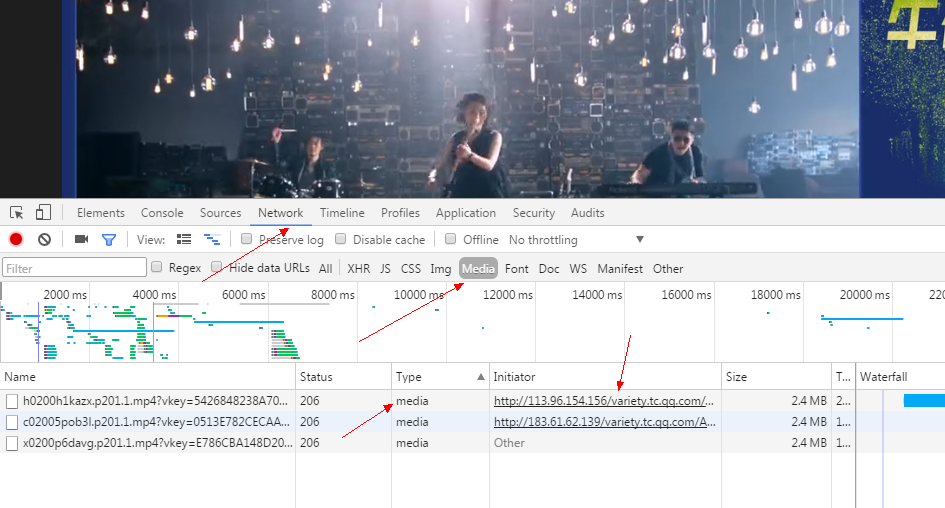 Elements Console Sources Network Timeline Profiles Application Security Audits
View: Preserve log Disable cache Offline No throttling
Filter Regex Hide data URLs All XHR JS CSS Img Media Font Doc WS Manifest Other
2000 ms 4000 ms 6000 ms 8000 ms 10000 ms 12000 ms 14000 ms 16000 ms 18000 ms 20000 ms 220
Name Status Type Initiator Size T... Waterfall
h0200h1kazx.p201.1.mp4?vkey=5426848238A70... 206 media http://113.96.154.156/variety.tc.qq.com/... 2.4 MB 2...
c02005pob3l.p201.1.mp4?vkey=0513E782CECAA... 206 media http://183.61.62.139/variety.tc.qq.com/A... 2.4 MB 1...
x0200p6davg.p201.1.mp4?vkey=E786CBA148D20... 206 media Other 2.4 MB 1...